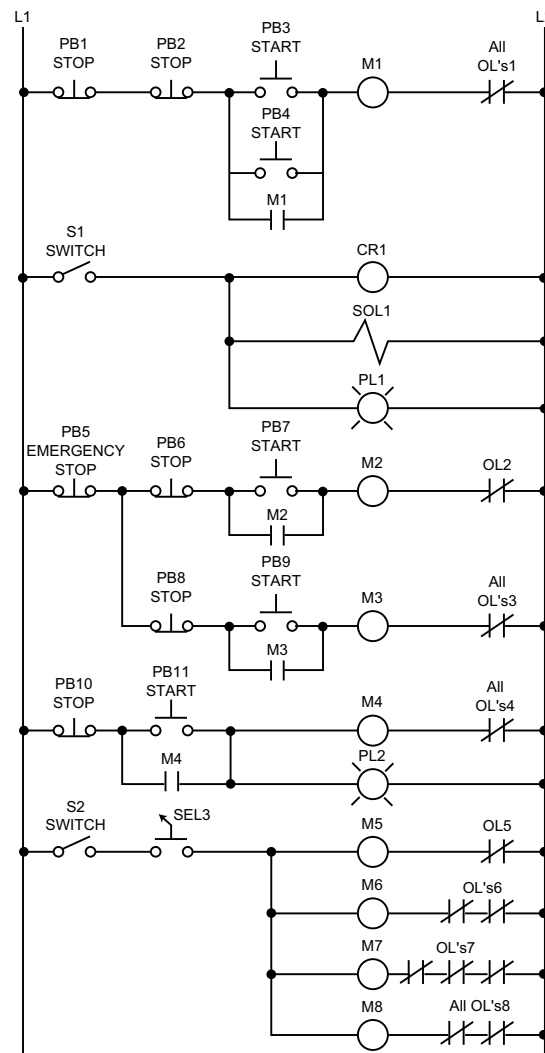 L1
L
PB1
STOP
PB2
STOP
PB3
START
M1
All
OL's1
PB4
START
M1
S1
SWITCH
CR1
SOL1
PL1
PB5
EMERGENCY
STOP
PB6
STOP
PB7
START
M2
OL2
M2
PB8
STOP
PB9
START
M3
All
OL's3
M3
PB10
STOP
PB11
START
M4
All
OL's4
M4
PL2
S2
SWITCH
SEL3
M5
OL5
M6
OL's6
M7
OL's7
M8
All OL's8